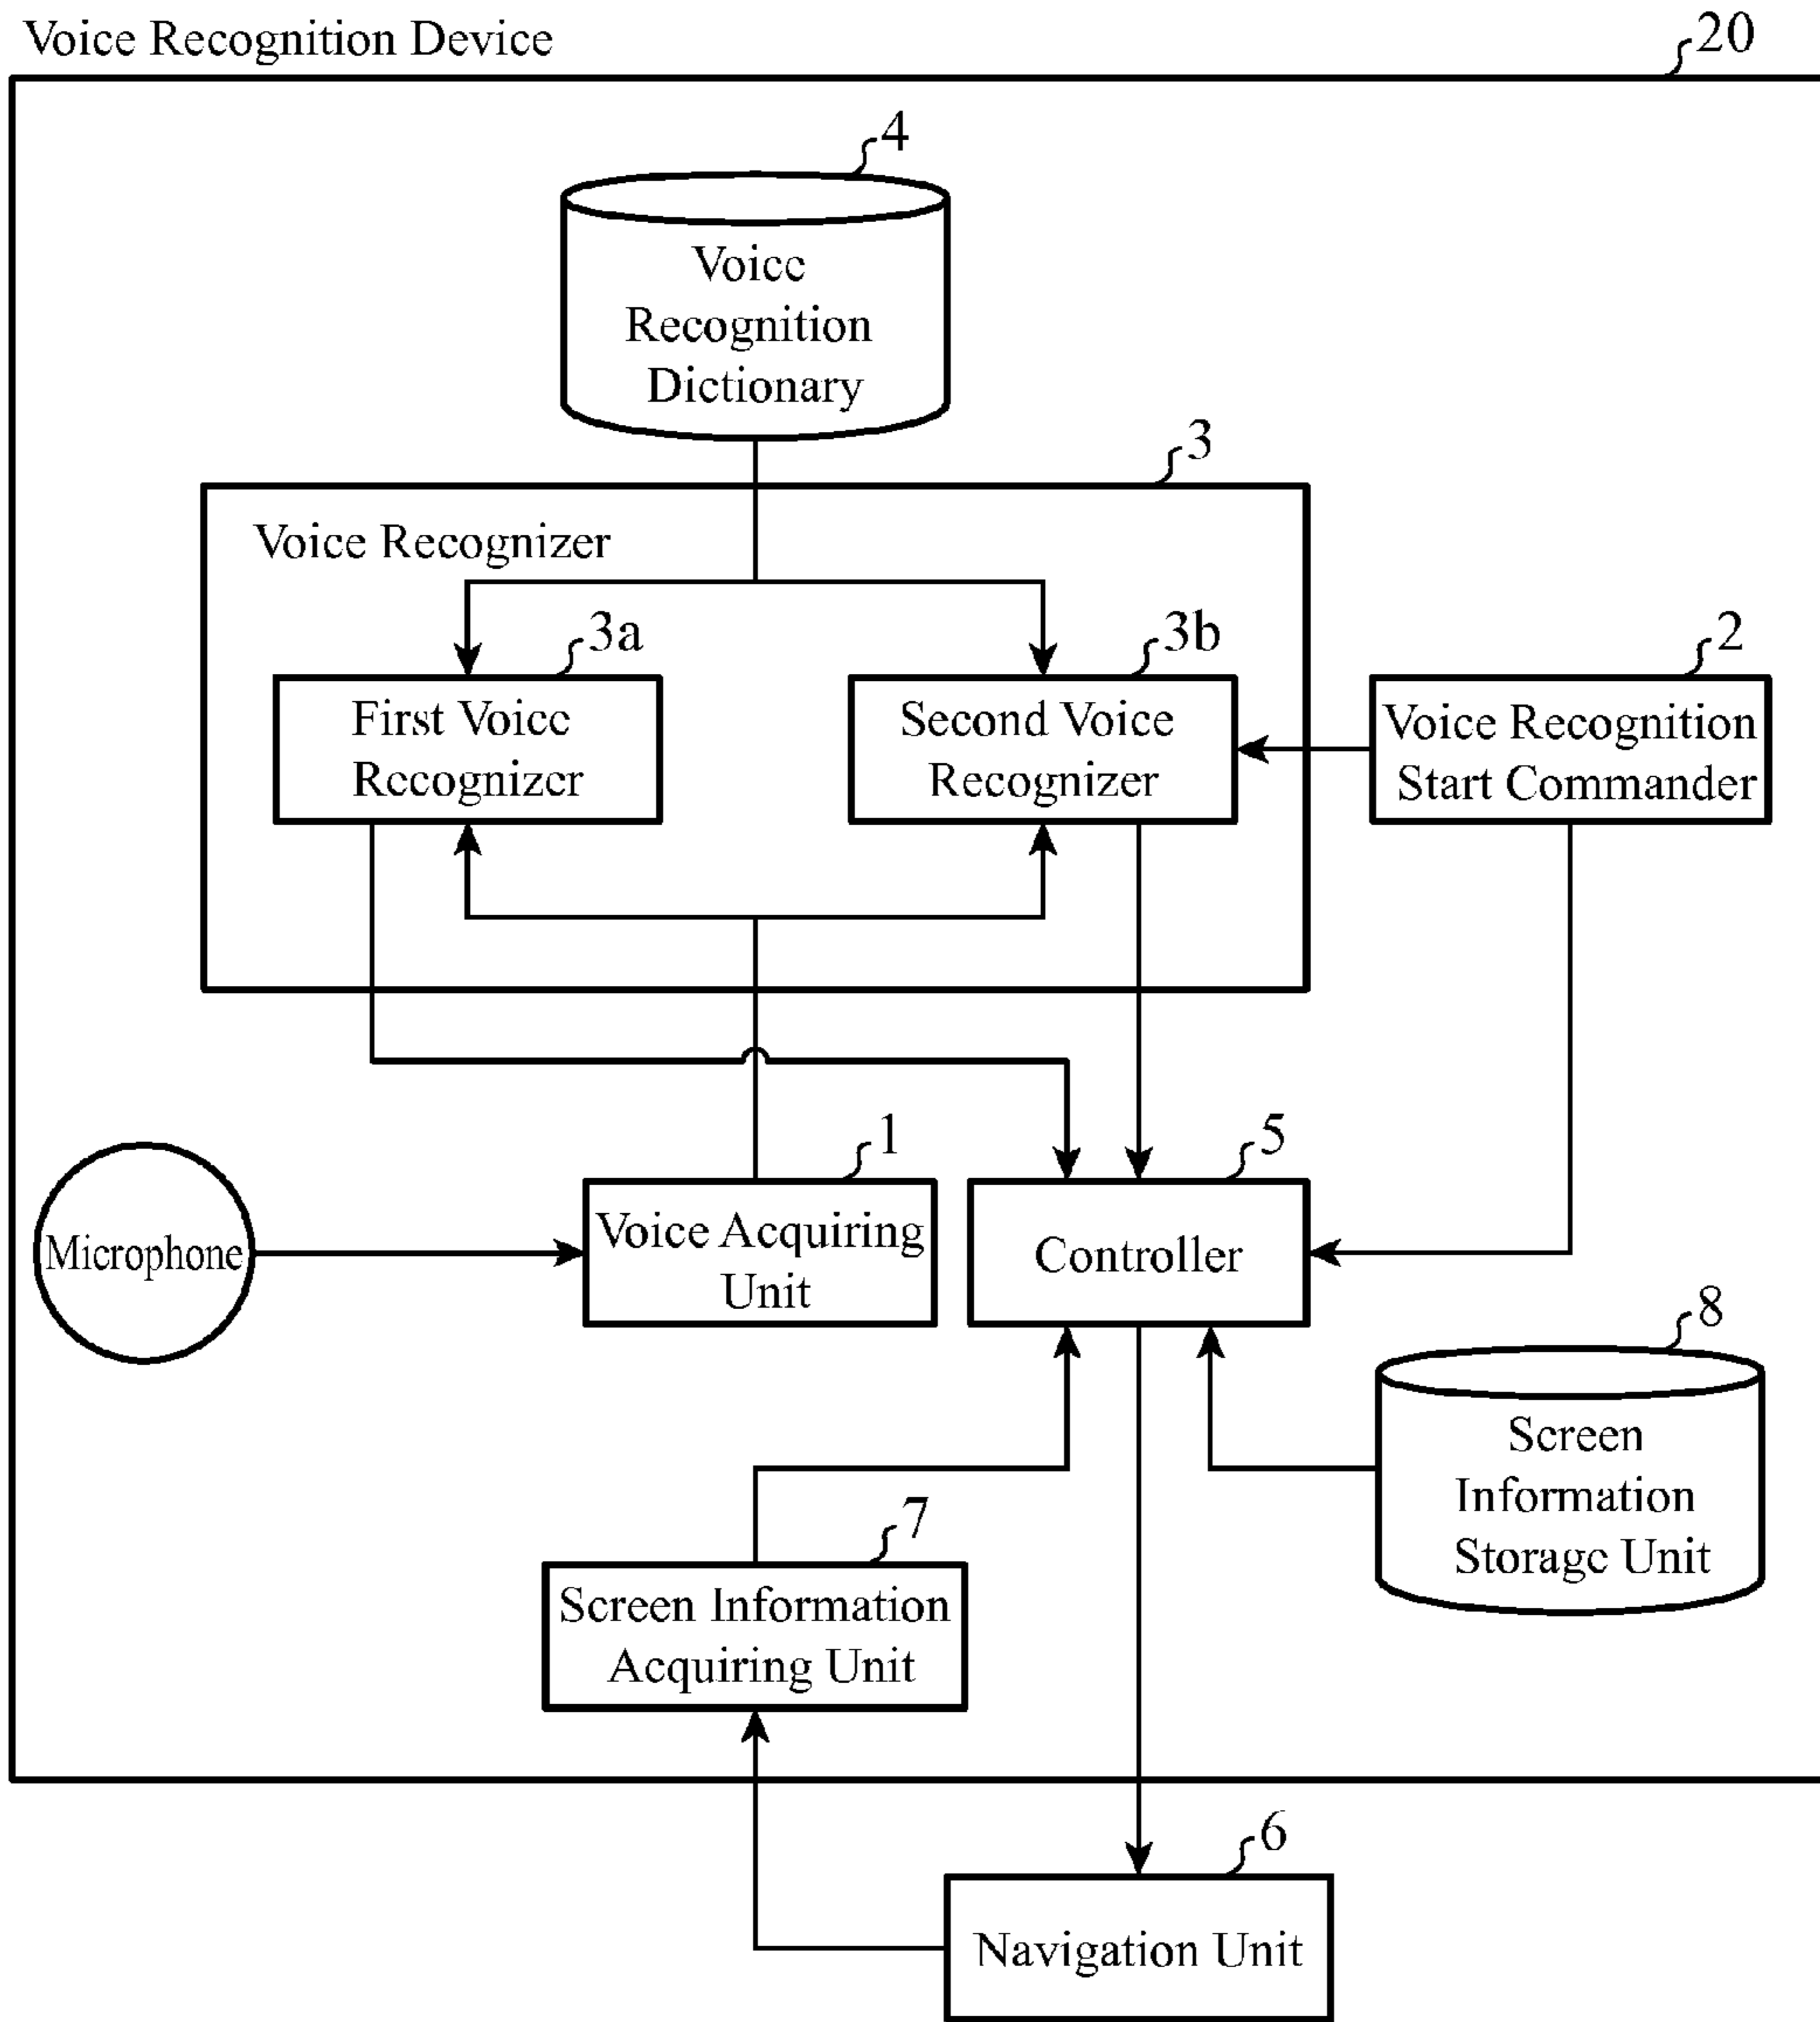 Voice Recognition Device
20
4
Voice
Recognition
Dictionary
3
Voice Recognizer
3a
3b
2
First Voice
Recognizer
Second Voice
Recognizer
Voice Recognition
Start Commander
1
5
Microphone
Voice Acquiring
Unit
Controller
8
Screen
Information
Storage Unit
7
Screen Information
Acquiring Unit
6
Navigation Unit